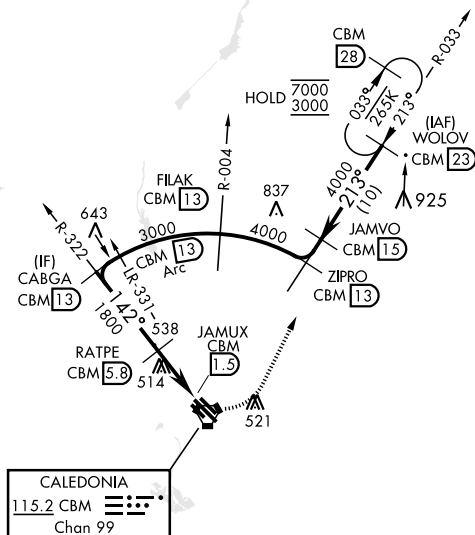 CBM
28
R-033
HOLD 7000
3000
033°
265K
213°
(IAF)
WOLOV
CBM 23
R-004
4000
213°
(10)
925
FILAK
CBM 13
837
643
3000
CBM 13
Arc
4000
JAMVO
CBM 15
R-322
(IF)
CABGA
CBM 13
LR-331
ZIPRO
CBM 13
142°
1800
538
JAMUX
CBM
1.5
RATPE
CBM 5.8
514
521
CALEDONIA
115.2 CBM
Chan 99